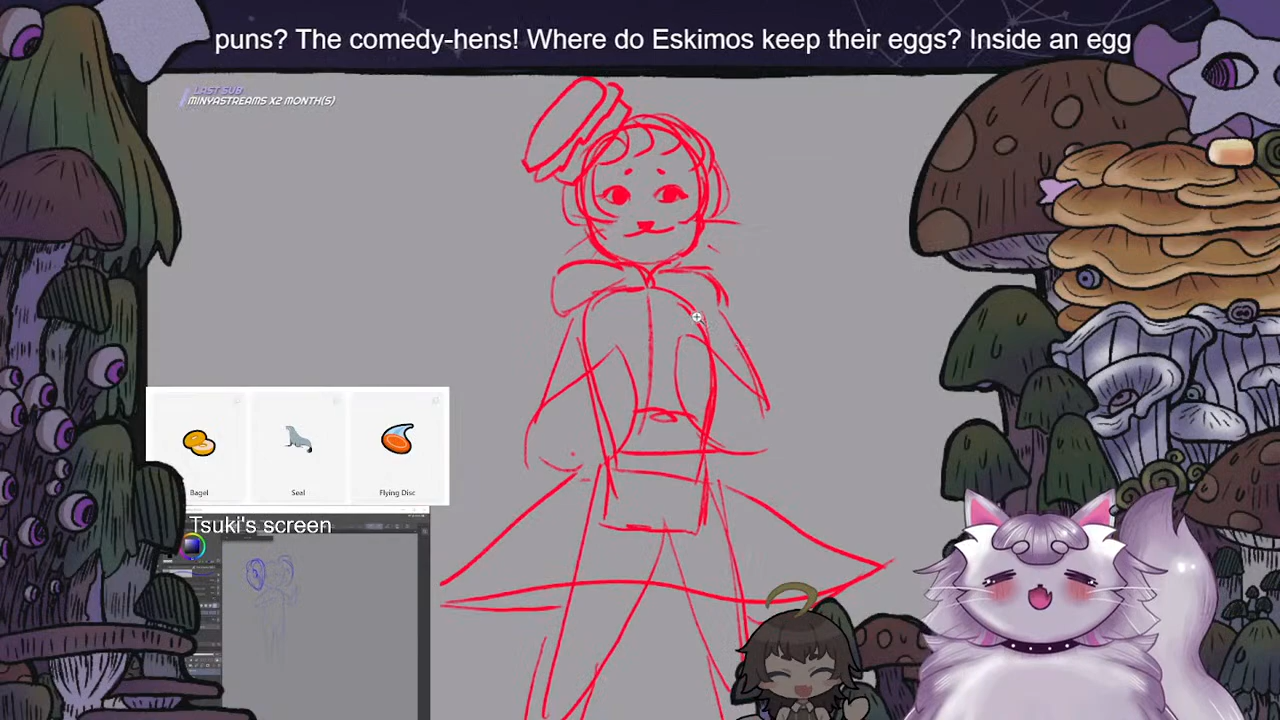 puns? The comedy-hens! Where do Eskimos keep their eggs? Inside an egg
LAST SUB
MINYASTREAMS X2 MONTH(S)
Bagel Seal Flying Disc
Tsuki's screen